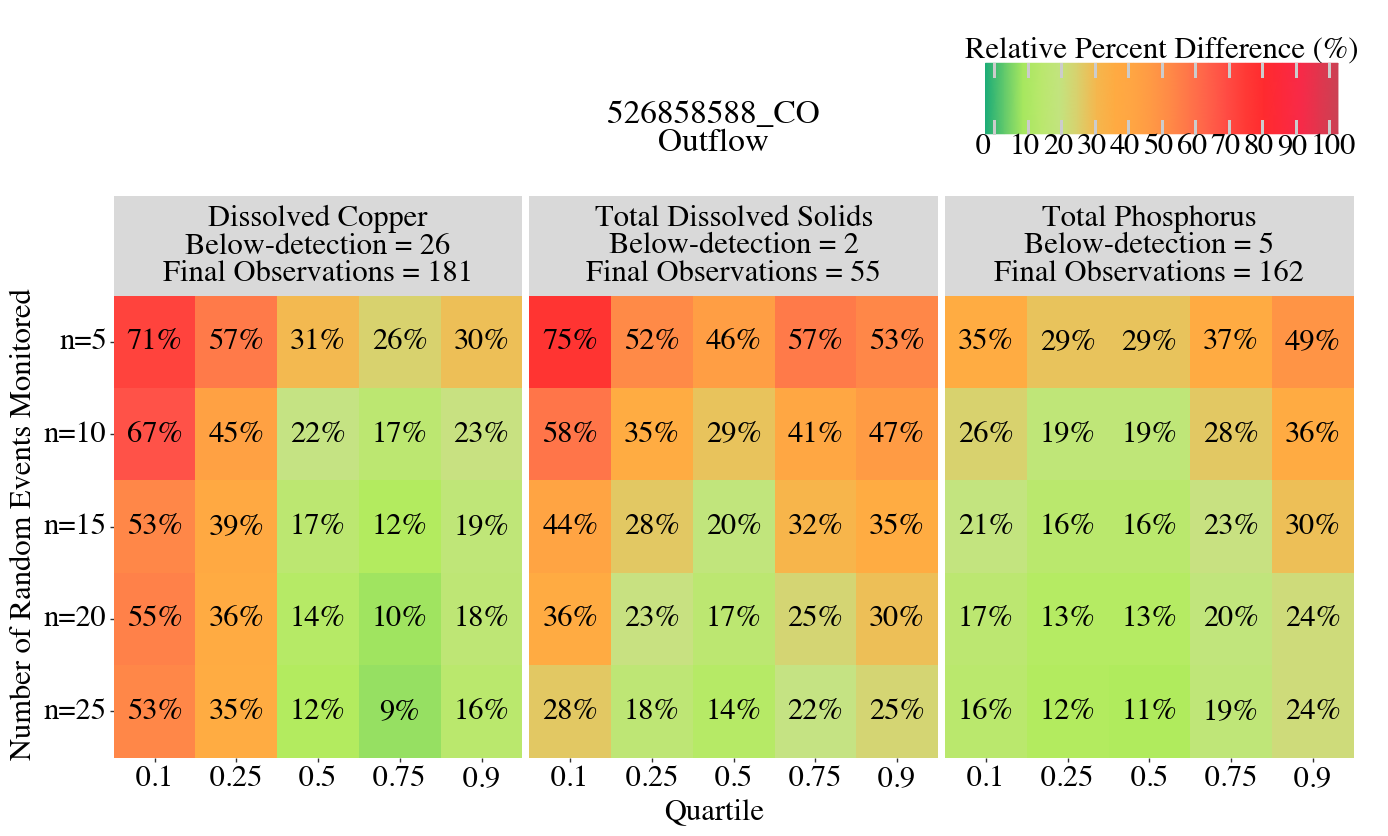 Relative Percent Difference (%)
0 10 20 30 40 50 60 70 80 90 100
526858588_CO
Outflow
Dissolved Copper
Below-detection = 26
Final Observations = 181
Total Dissolved Solids
Below-detection = 2
Final Observations = 55
Total Phosphorus
Below-detection = 5
Final Observations = 162
Number of Random Events Monitored
n=5 71% 57% 31% 26% 30% 75% 52% 46% 57% 53% 35% 29% 29% 37% 49%
n=10 67% 45% 22% 17% 23% 58% 35% 29% 41% 47% 26% 19% 19% 28% 36%
n=15 53% 39% 17% 12% 19% 44% 28% 20% 32% 35% 21% 16% 16% 23% 30%
n=20 55% 36% 14% 10% 18% 36% 23% 17% 25% 30% 17% 13% 13% 20% 24%
n=25 53% 35% 12% 9% 16% 28% 18% 14% 22% 25% 16% 12% 11% 19% 24%
0.1 0.25 0.5 0.75 0.9 0.1 0.25 0.5 0.75 0.9 0.1 0.25 0.5 0.75 0.9
Quartile